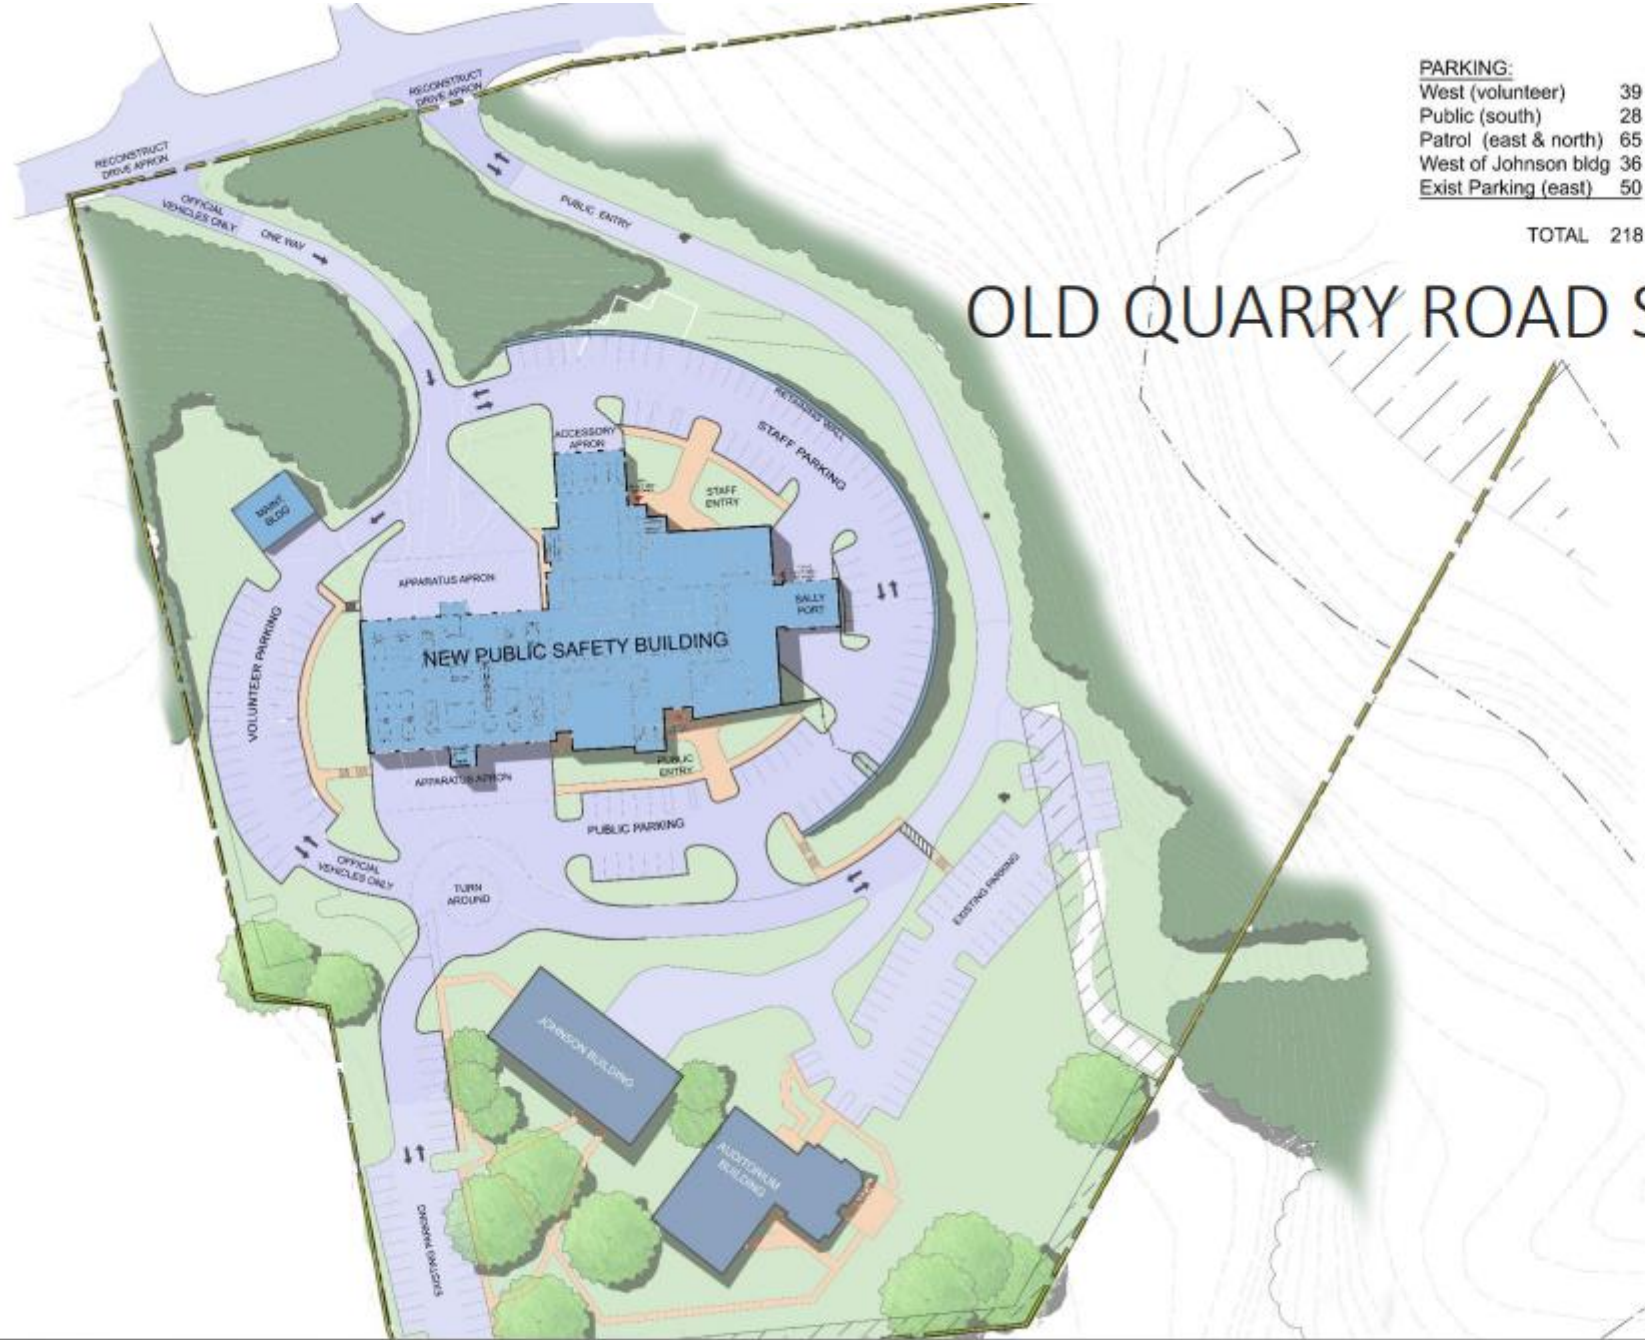 PARKING:
West (volunteer) 39
Public (south) 28
Patrol (east & north) 65
West of Johnson bldg 36
Exist Parking (east) 50
TOTAL 218
OLD QUARRY ROAD S
RECONSTRUCT
DRIVE APRON
RECONSTRUCT
DRIVE APRON
OFFICIAL
VEHICLES ONLY
ONE WAY
PUBLIC ENTRY
RETAINING WALL
STAFF PARKING
ACCESSORY
APRON
STAFF
ENTRY
MAINT
BLDG
APPARATUS APRON
SALLY
PORT
NEW PUBLIC SAFETY BUILDING
VOLUNTEER PARKING
PUBLIC
ENTRY
APPARATUS APRON
PUBLIC PARKING
OFFICIAL
VEHICLES ONLY
TURN
AROUND
EXISTING PARKING
JOHNSON BUILDING
AUDITORIUM
BUILDING
EXISTING PARKING